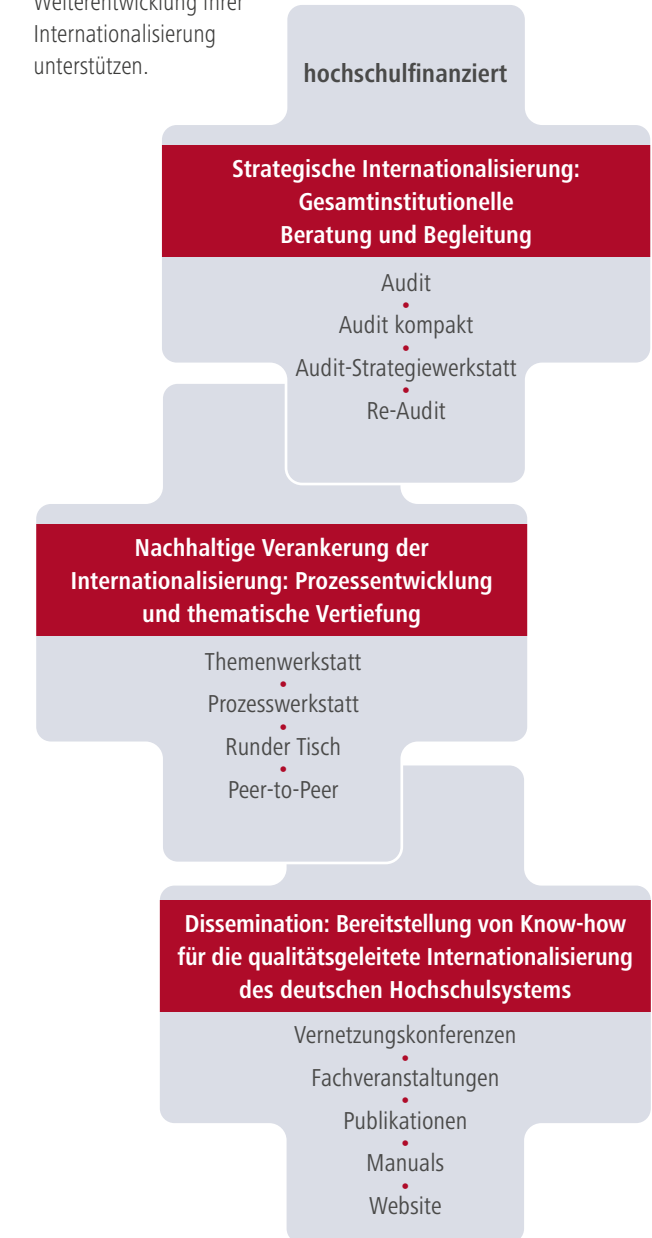 Weiterentwicklung Ihrer
Internationalisierung
unterstützen.
hochschulfinanziert
Strategische Internationalisierung:
Gesamtinstitutionelle
Beratung und Begleitung
Audit
•
Audit kompakt
•
Audit-Strategiewerkstatt
•
Re-Audit
Nachhaltige Verankerung der
Internationalisierung: Prozessentwicklung
und thematische Vertiefung
Themenwerkstatt
•
Prozesswerkstatt
•
Runder Tisch
•
Peer-to-Peer
Dissemination: Bereitstellung von Know-how
für die qualitätsgeleitete Internationalisierung
des deutschen Hochschulsystems
Vernetzungskonferenzen
•
Fachveranstaltungen
•
Publikationen
•
Manuals
•
Website